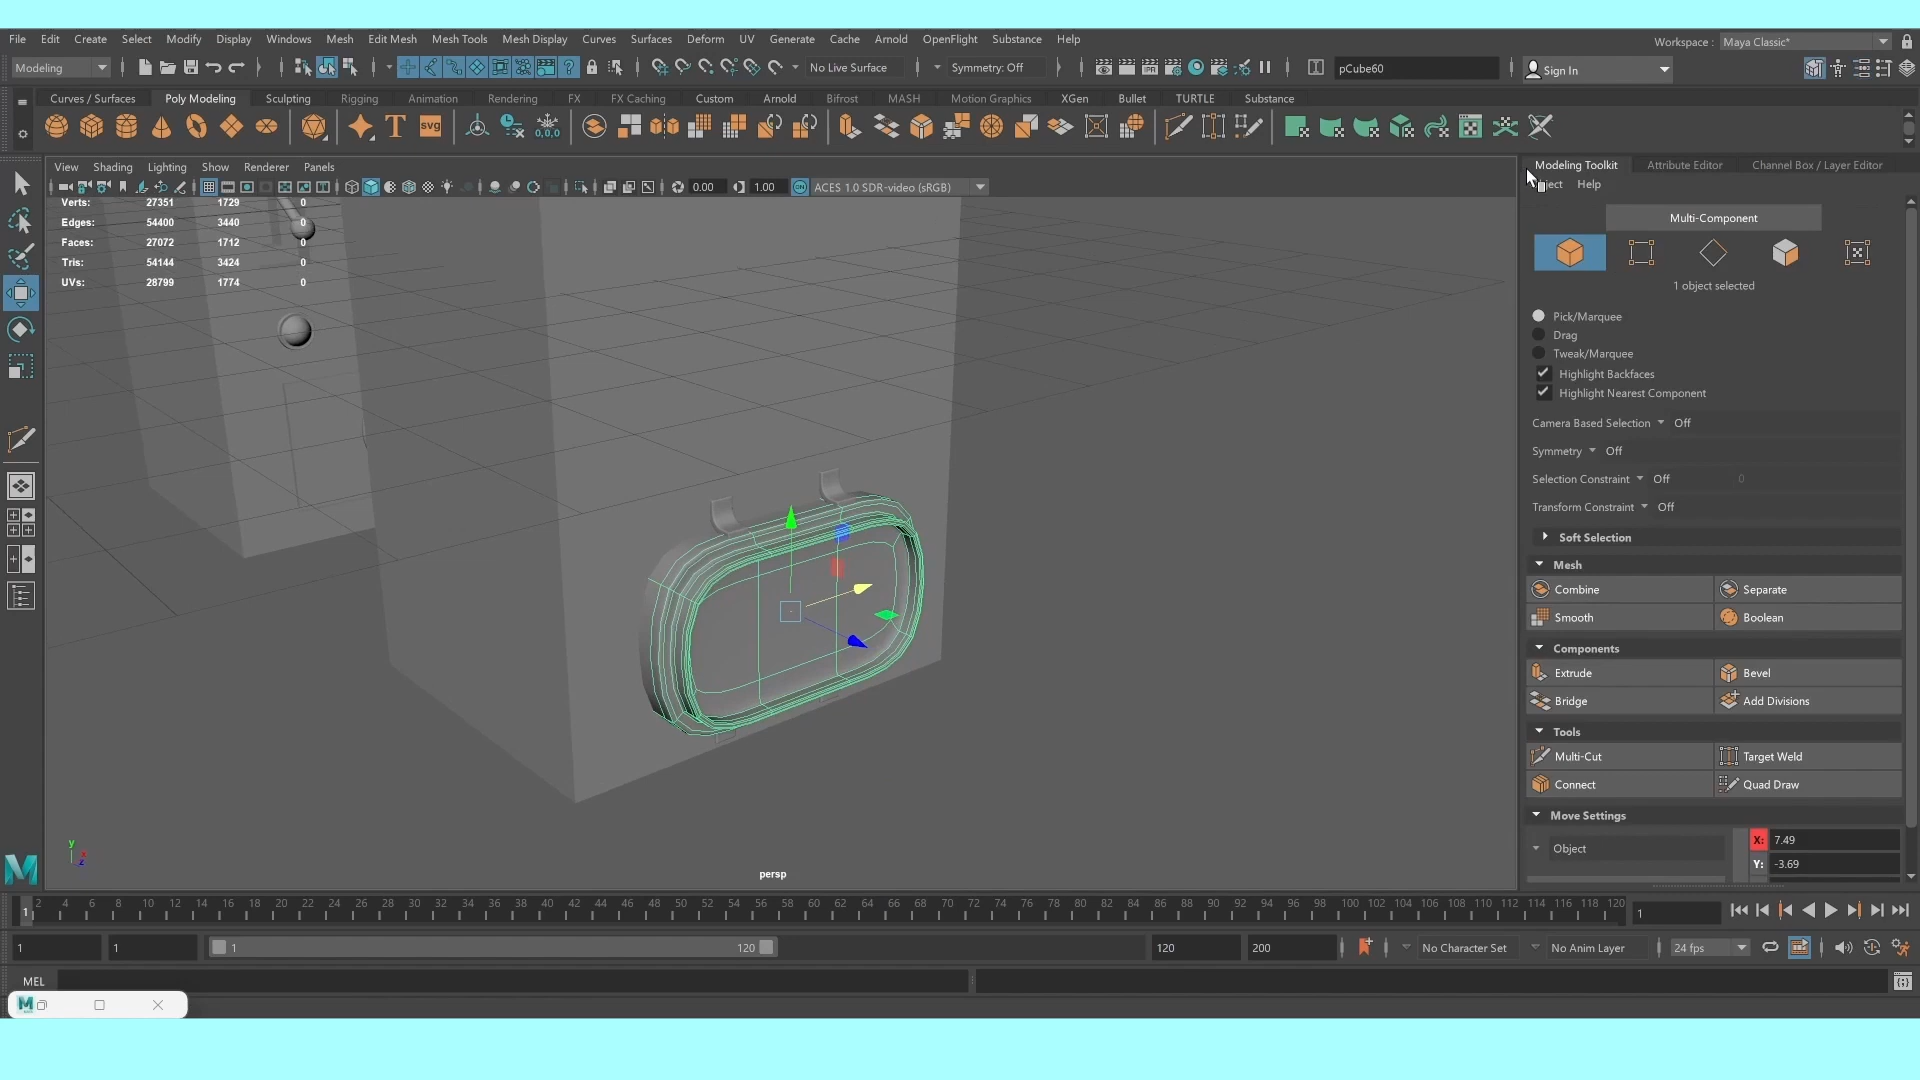 File Edit Create Select Modify Display Windows Mesh Edit Mesh Mesh Tools Mesh Display Curves Surfaces Deform UV Generate Cache Arnold OpenFlight Substance Help
Workspace : Maya Classic*
Modeling No Live Surface Symmetry: Off pCube60 Sign In
Curves / Surfaces Poly Modeling Sculpting Rigging Animation Rendering FX FX Caching Custom Arnold Bifrost MASH Motion Graphics XGen Bullet TURTLE Substance
View Shading Lighting Show Renderer Panels
0.00 1.00 ACES 1.0 SDR-video (sRGB)
Verts: 27351 1729 0
Edges: 54400 3440 0
Faces: 27072 1712 0
Tris: 54144 3424 0
UVs: 28799 1774 0
persp
Modeling Toolkit Attribute Editor Channel Box / Layer Editor
Help
Multi-Component
1 object selected
Pick/Marquee
Drag
Tweak/Marquee
Highlight Backfaces
Highlight Nearest Component
Camera Based Selection Off
Symmetry Off
Selection Constraint Off 0
Transform Constraint Off
Soft Selection
Mesh
Combine Separate
Smooth Boolean
Components
Extrude Bevel
Bridge Add Divisions
Tools
Multi-Cut Target Weld
Connect Quad Draw
Move Settings
Object X: 7.49
Y: -3.69
1 2 4 6 8 10 12 14 16 18 20 22 24 26 28 30 32 34 36 38 40 42 44 46 48 50 52 54 56 58 60 62 64 66 68 70 72 74 76 78 80 82 84 86 88 90 92 94 96 98 100 102 104 106 108 110 112 114 116 118 120 1
1 1 1 120 120 200 No Character Set No Anim Layer 24 fps
MEL